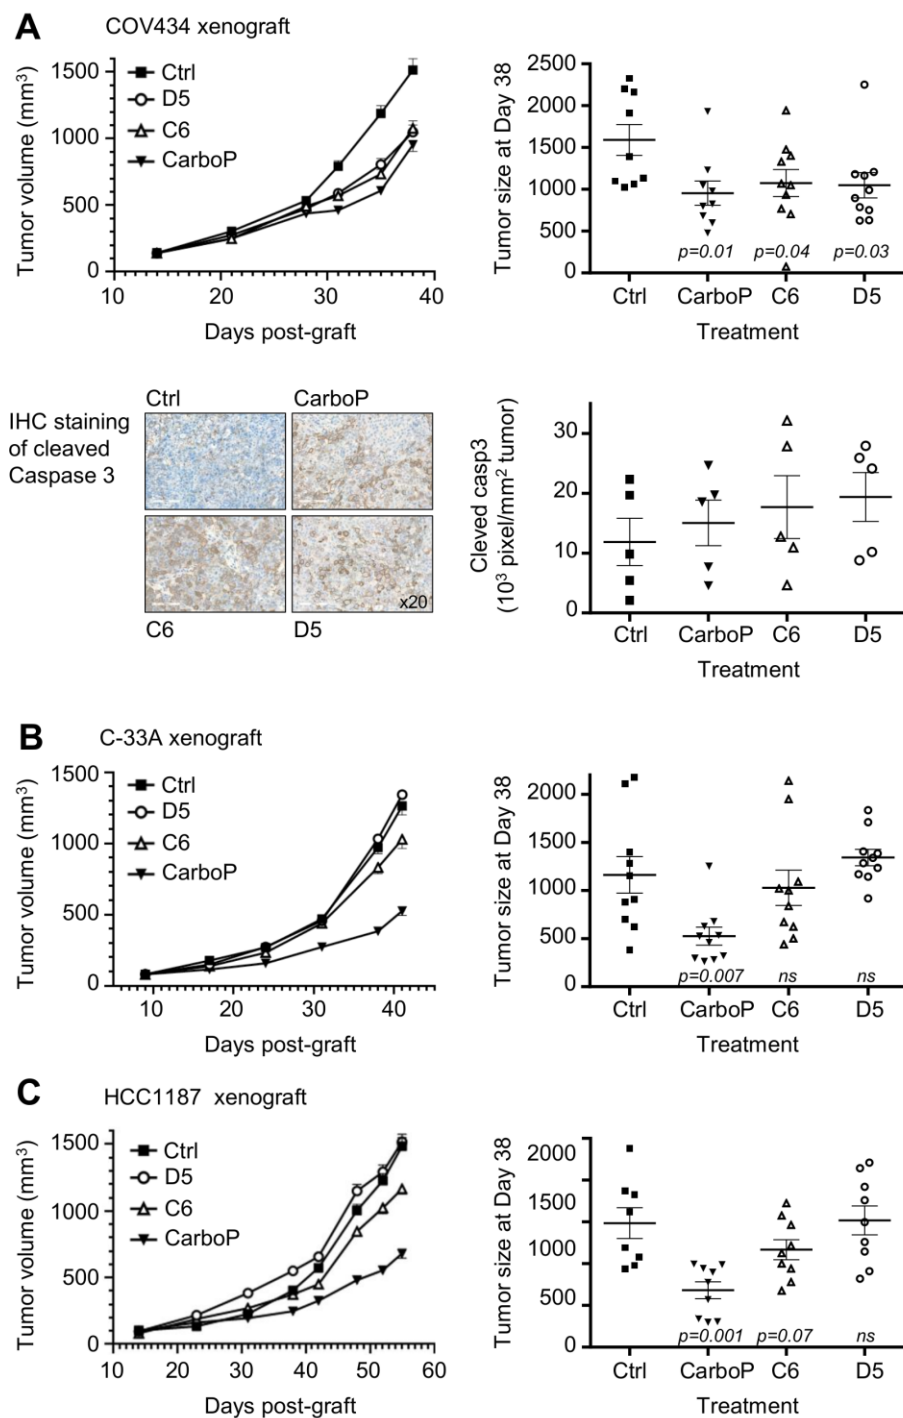 A
COV434 xenograft
Tumor volume (mm³)
1500
1000
500
0
Ctrl
D5
C6
CarboP
10 20 30 40
Days post-graft
Tumor size at Day 38
2500
2000
1500
1000
500
0
p=0.01 p=0.04 p=0.03
Ctrl CarboP C6 D5
Treatment
IHC staining
of cleaved
Caspase 3
Ctrl CarboP
x20
C6 D5
Cleved casp3
(10³ pixel/mm² tumor)
30
20
10
0
Ctrl CarboP C6 D5
Treatment
B
C-33A xenograft
Tumor volume (mm³)
1500
1000
500
0
Ctrl
D5
C6
CarboP
10 20 30 40
Days post-graft
Tumor size at Day 38
2000
1500
1000
500
0
p=0.007 ns ns
Ctrl CarboP C6 D5
Treatment
C
HCC1187 xenograft
Tumor volume (mm³)
1500
1000
500
0
Ctrl
D5
C6
CarboP
10 20 30 40 50 60
Days post-graft
Tumor size at Day 38
2000
1500
1000
500
0
p=0.001 p=0.07 ns
Ctrl CarboP C6 D5
Treatment